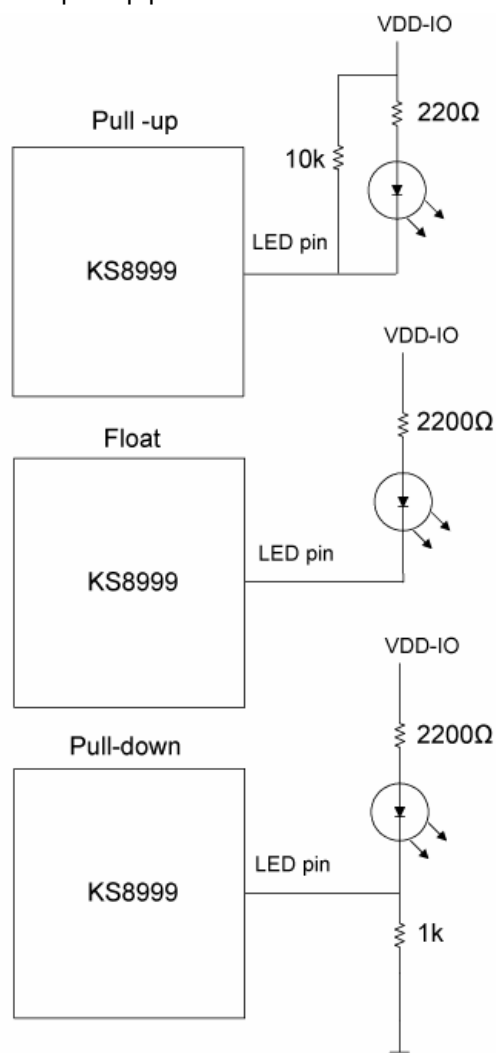 VDD-IO
Pull -up
220Ω
10k
LED pin
KS8999
VDD-IO
Float
2200Ω
LED pin
KS8999
VDD-IO
Pull-down
2200Ω
LED pin
KS8999
1k